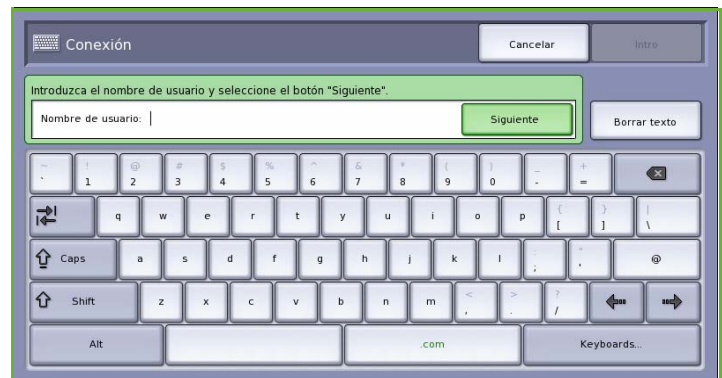 Conexión
Cancelar
Intro
Introduzca el nombre de usuario y seleccione el botón "Siguiente".
Nombre de usuario:
Siguiente
Borrar texto
~ ! @ # $ % ^ & * ( ) _ +
` 1 2 3 4 5 6 7 8 9 0 - =
q w e r t y u i o p { [ } ] | \
Caps a s d f g h j k l : ; " ' @
Shift z x c v b n m < , > . ? /
Alt .com Keyboards...